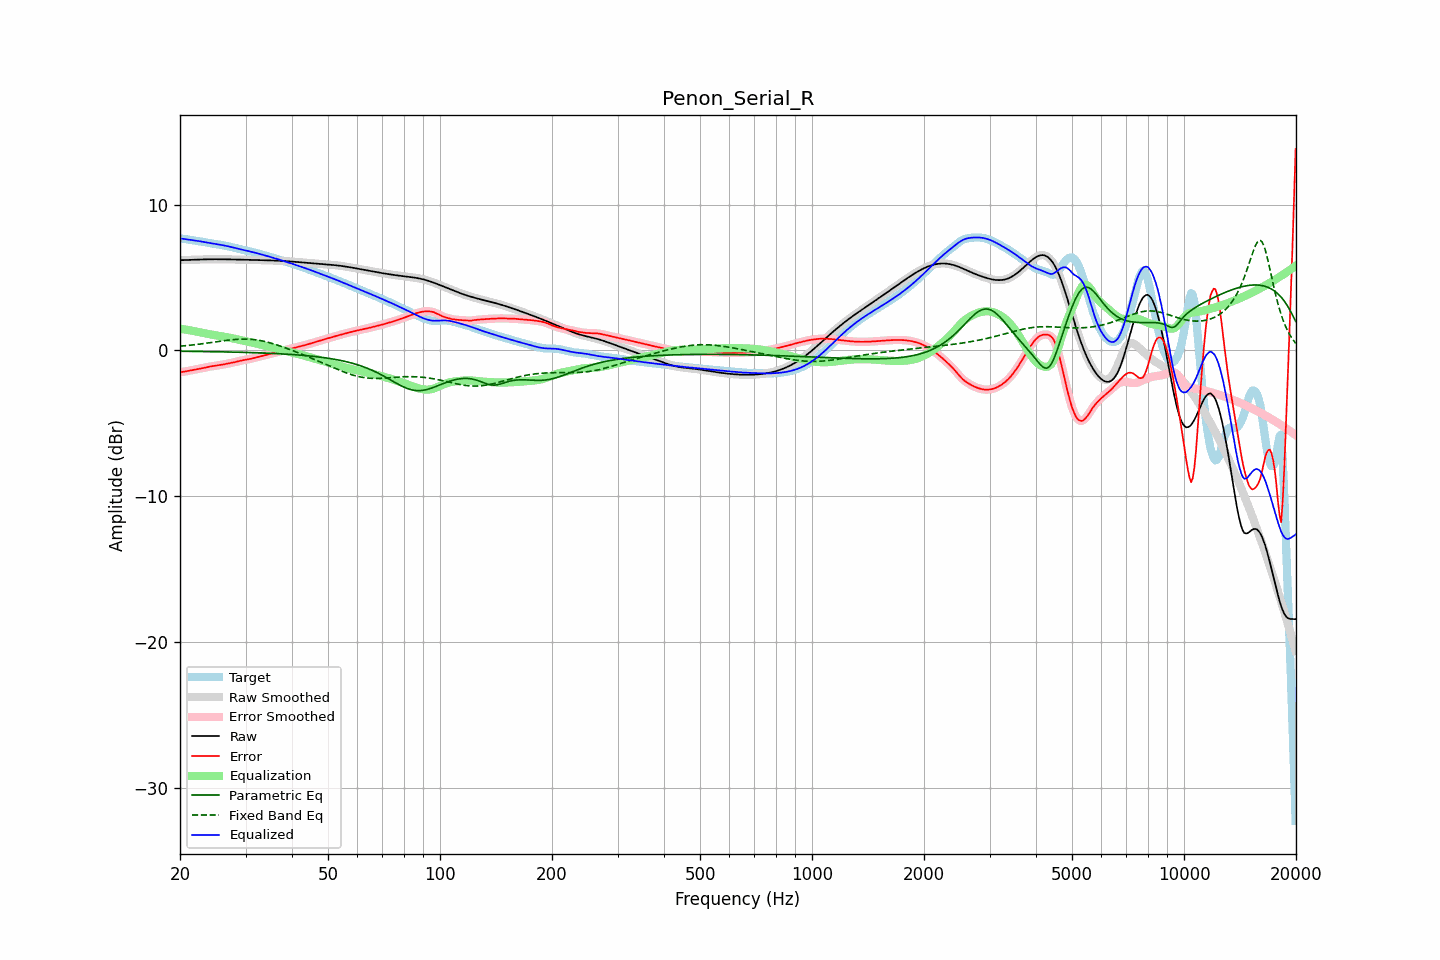 Penon_Serial_R
Amplitude (dBr)
10
0
−10
−20
−30
Target
Raw Smoothed
Error Smoothed
Raw
Error
Equalization
Parametric Eq
Fixed Band Eq
Equalized
20 50 100 200 500 1000 2000 5000 10000 20000
Frequency (Hz)